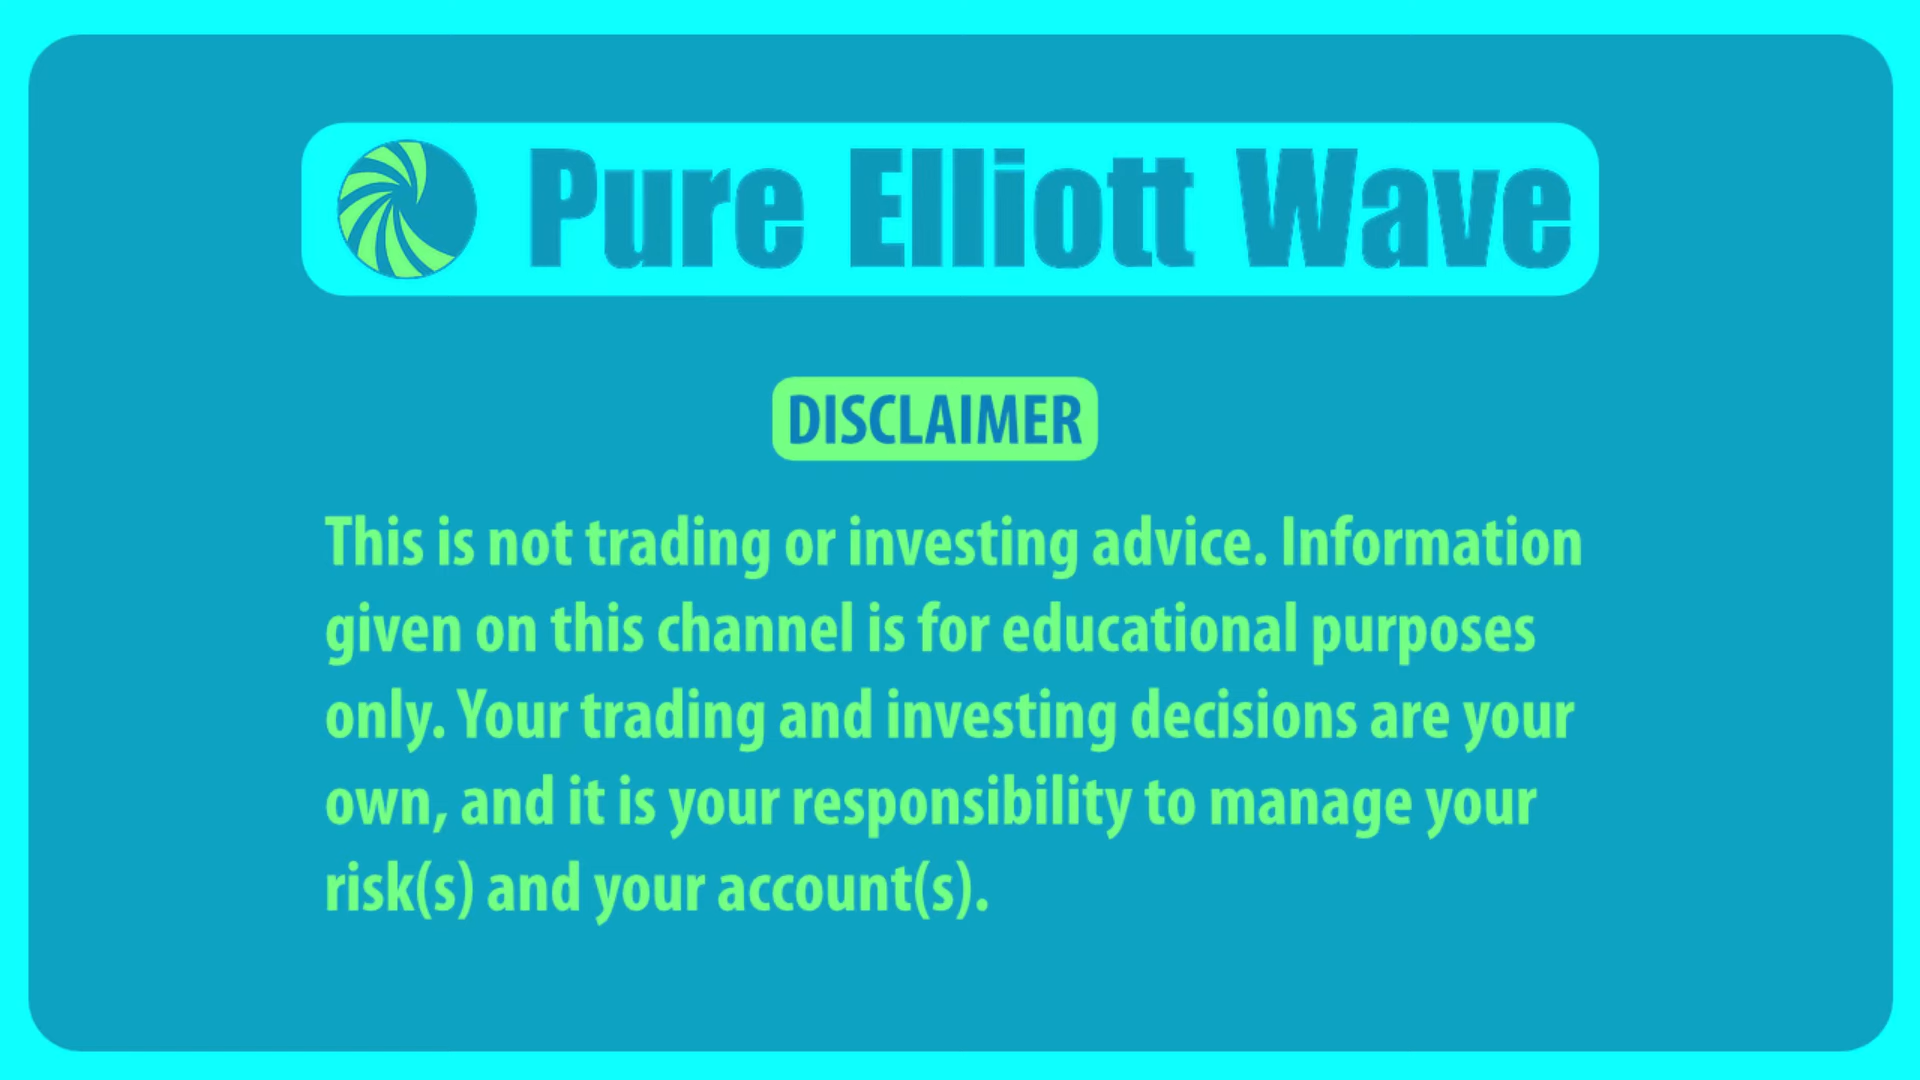 Pure Elliott Wave
DISCLAIMER
This is not trading or investing advice. Information
given on this channel is for educational purposes
only. Your trading and investing decisions are your
own, and it is your responsibility to manage your
risk(s) and your account(s).